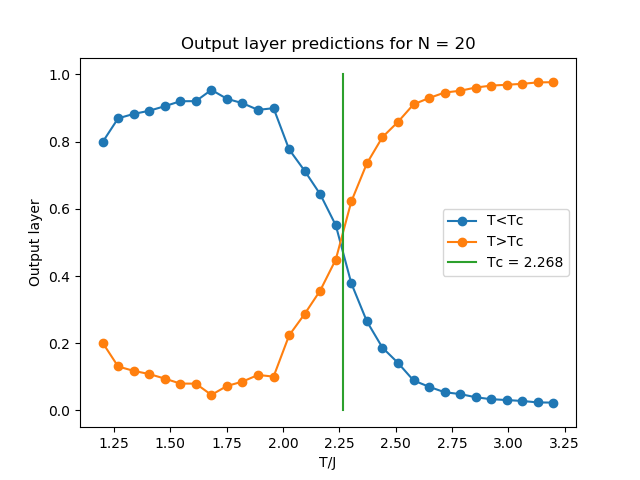 Output layer predictions for N = 20
Output layer
1.0
0.8
0.6
0.4
0.2
0.0
T<Tc
T>Tc
Tc = 2.268
1.25 1.50 1.75 2.00 2.25 2.50 2.75 3.00 3.25
T/J